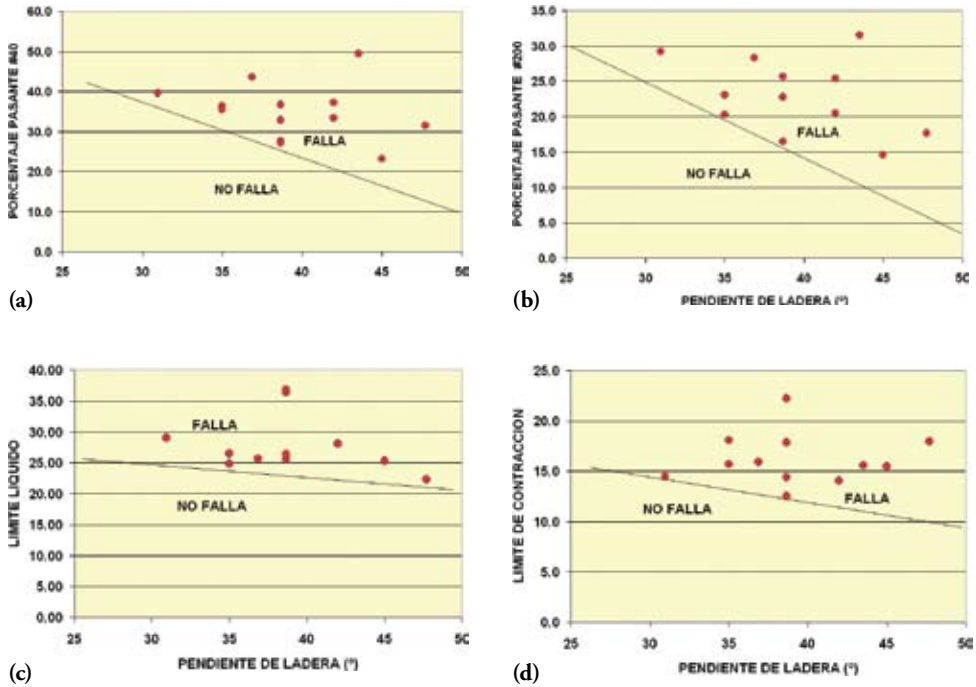 PORCENTAJE PASANTE #40
60.0
50.0
40.0
30.0
20.0
10.0
0.0
FALLA
NO FALLA
25 30 35 40 45 50
(a)
PORCENTAJE PASANTE #200
35.0
30.0
25.0
20.0
15.0
10.0
5.0
0.0
FALLA
NO FALLA
25 30 35 40 45 50
PENDIENTE DE LADERA (º)
(b)
LIMITE LIQUIDO
40.00
35.00
30.00
25.00
20.00
15.00
10.00
5.00
0.00
FALLA
NO FALLA
25 30 35 40 45 50
PENDIENTE DE LADERA (º)
(c)
LIMITE DE CONTRACCION
25.0
20.0
15.0
10.0
5.0
0.0
NO FALLA
FALLA
25 30 35 40 45 50
PENDIENTE DE LADERA (º)
(d)